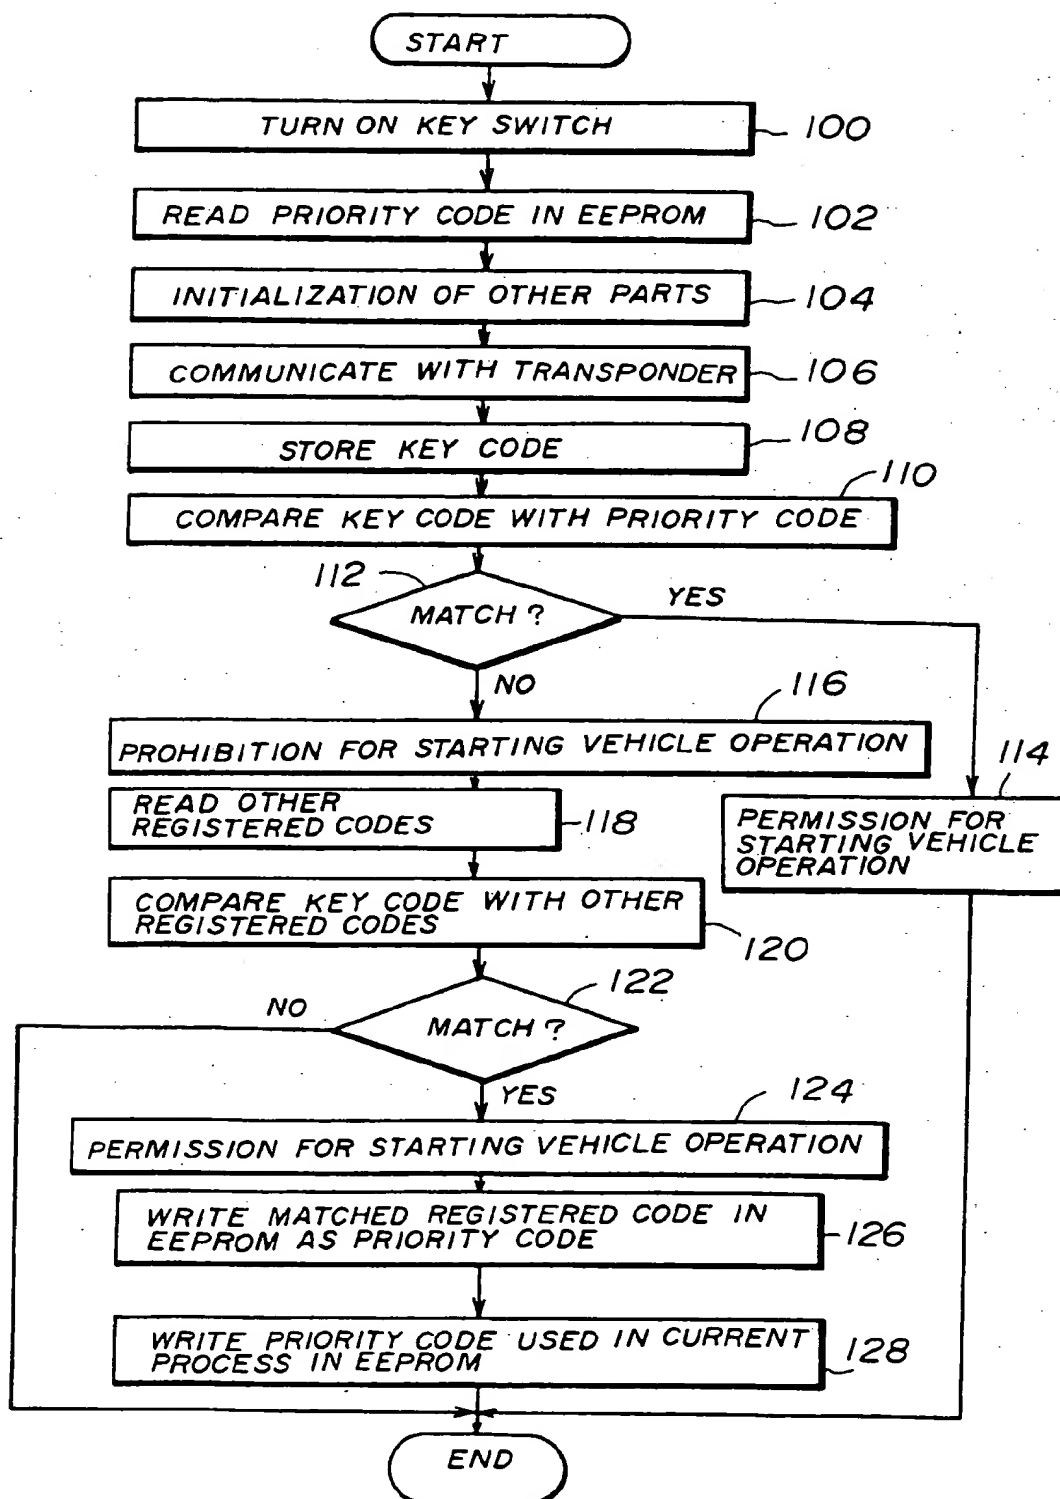 START
TURN ON KEY SWITCH
100
READ PRIORITY CODE IN EEPROM
102
INITIALIZATION OF OTHER PARTS
104
COMMUNICATE WITH TRANSPONDER
106
STORE KEY CODE
108
110
COMPARE KEY CODE WITH PRIORITY CODE
112
MATCH?
YES
NO
116
PROHIBITION FOR STARTING VEHICLE OPERATION
114
READ OTHER
REGISTERED CODES
118
PERMISSION FOR
STARTING VEHICLE
OPERATION
COMPARE KEY CODE WITH OTHER
REGISTERED CODES
120
122
NO
MATCH?
YES
124
PERMISSION FOR STARTING VEHICLE OPERATION
WRITE MATCHED REGISTERED CODE IN
EEPROM AS PRIORITY CODE
126
WRITE PRIORITY CODE USED IN CURRENT
PROCESS IN EEPROM
128
END